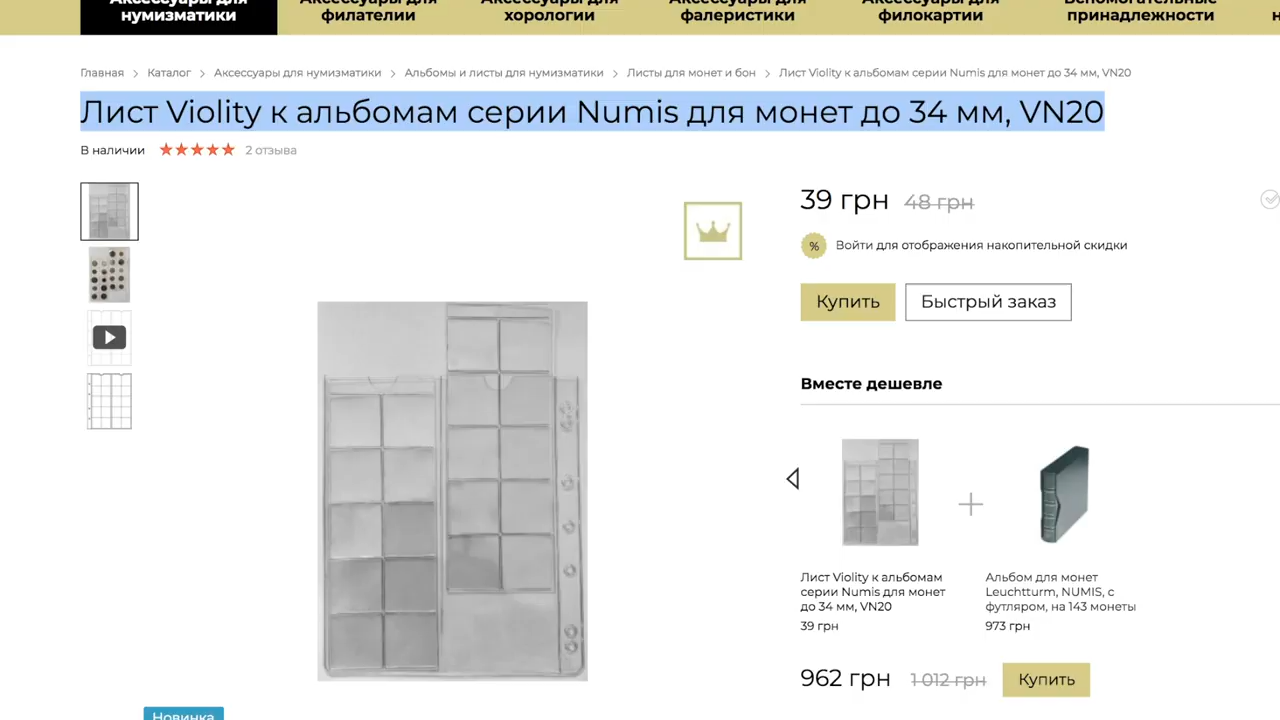 Аксессуары для
нумизматики
Аксессуары для
филателии
Аксессуары для
хорологии
Аксессуары для
фалеристики
Аксессуары для
филокартии
Вспомогательные
принадлежности
Главная > Каталог > Аксессуары для нумизматики > Альбомы и листы для нумизматики > Листы для монет и бон > Лист Violity к альбомам серии Numis для монет до 34 мм, VN20
Лист Violity к альбомам серии Numis для монет до 34 мм, VN20
В наличии 2 отзыва
39 грн 48 грн
% Войти для отображения накопительной скидки
Купить Быстрый заказ
Вместе дешевле
Лист Violity к альбомам
серии Numis для монет
до 34 мм, VN20
39 грн
Альбом для монет
Leuchtturm, NUMIS, с
футляром, на 143 монеты
973 грн
962 грн 1 012 грн Купить
Новинка